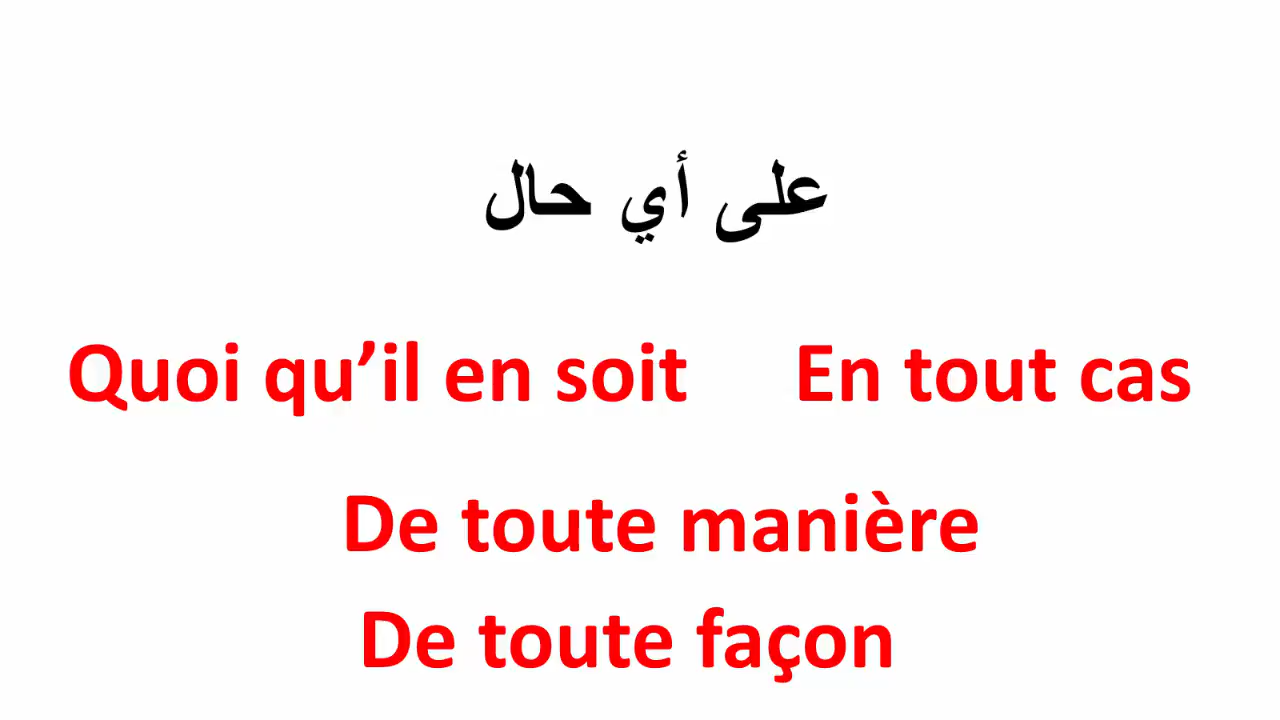 على أي حال
Quoi qu’il en soit En tout cas
De toute manière
De toute façon